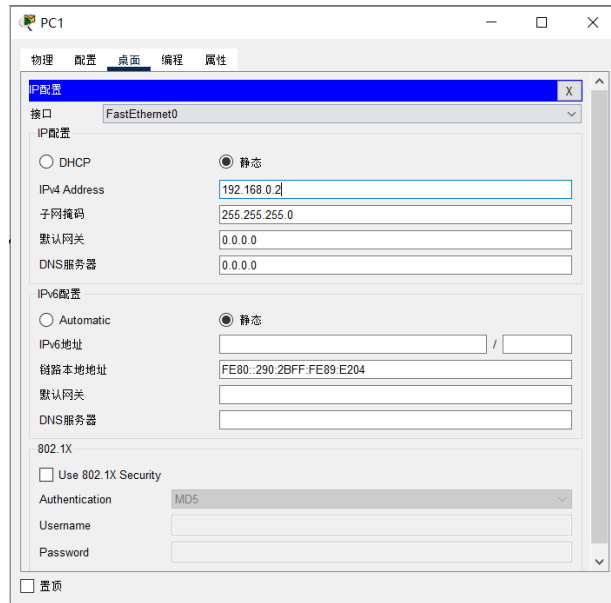 PC1
物理 配置 桌面 编程 属性
IP配置 X
接口 FastEthernet0
IP配置
DHCP 静态
IPv4 Address 192.168.0.2
子网掩码 255.255.255.0
默认网关 0.0.0.0
DNS服务器 0.0.0.0
IPv6配置
Automatic 静态
IPv6地址 /
链路本地地址 FE80::290:2BFF:FE89:E204
默认网关
DNS服务器
802.1X
Use 802.1X Security
Authentication MD5
Username
Password
置顶